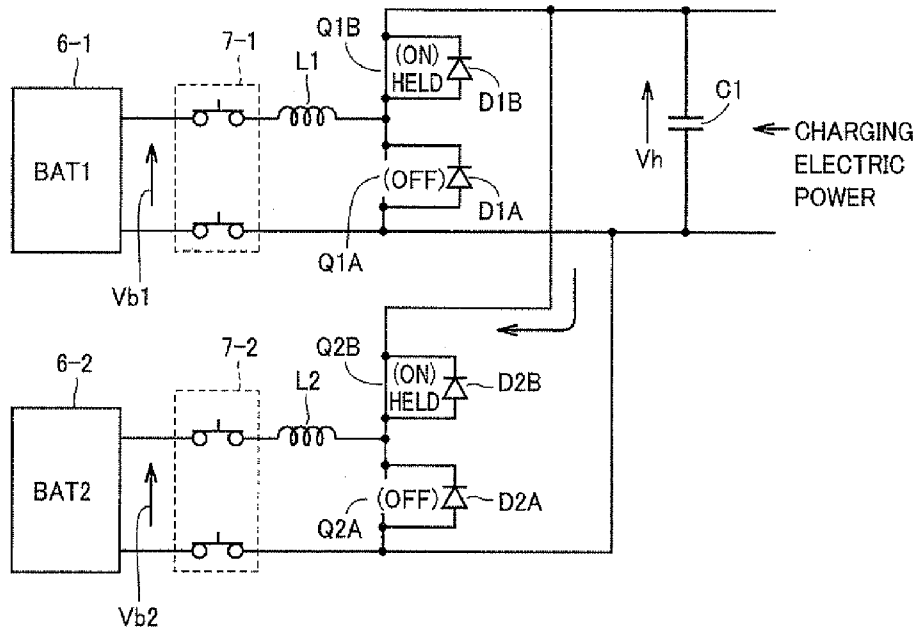 6-1
7-1
L1
Q1B
(ON)
HELD
D1B
C1
Vh
CHARGING
ELECTRIC
POWER
BAT1
(OFF)
D1A
Q1A
Vb1
6-2
7-2
L2
Q2B
(ON)
HELD
D2B
BAT2
(OFF)
D2A
Q2A
Vb2